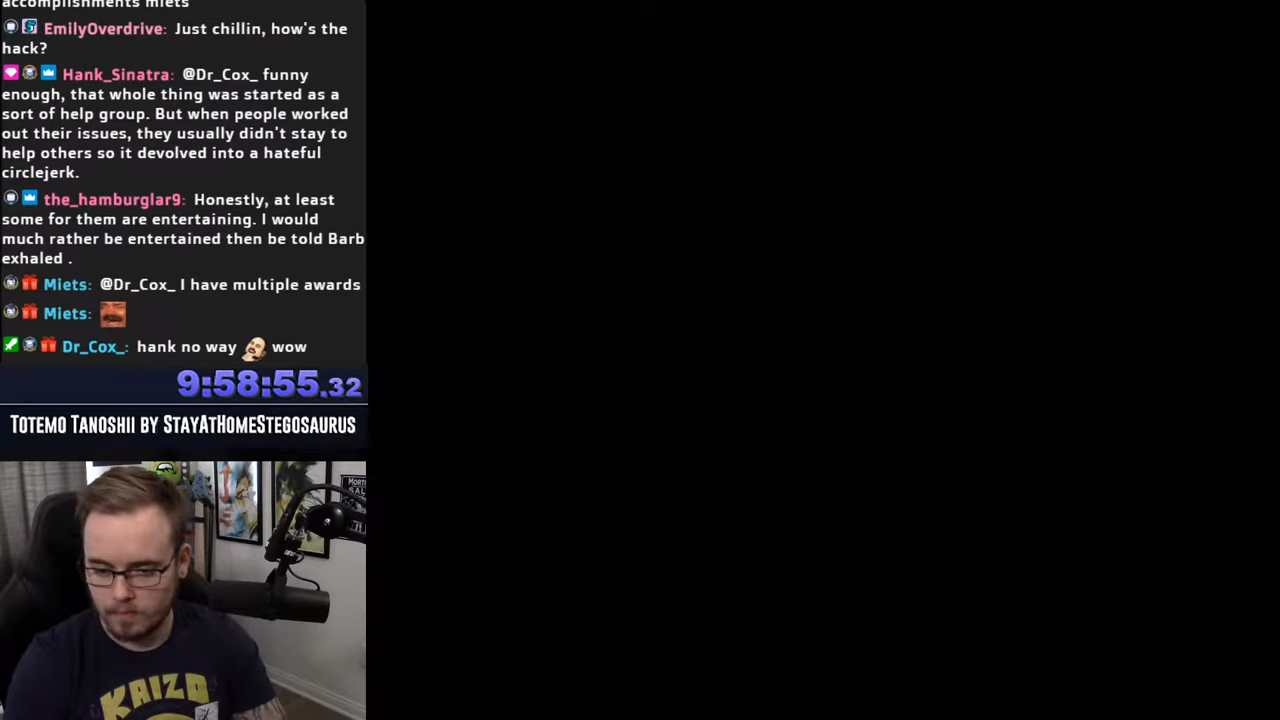 accomplishments miets
EmilyOverdrive: Just chillin, how's the
hack?
Hank_Sinatra: @Dr_Cox_ funny
enough, that whole thing was started as a
sort of help group. But when people worked
out their issues, they usually didn't stay to
help others so it devolved into a hateful
circlejerk.
the_hamburglar9: Honestly, at least
some for them are entertaining. I would
much rather be entertained then be told Barb
exhaled .
Miets: @Dr_Cox_ I have multiple awards
Miets:
Dr_Cox_: hank no way wow
9:58:55.32
Totemo Tanoshii by StayAtHomeStegosaurus
KAIZO